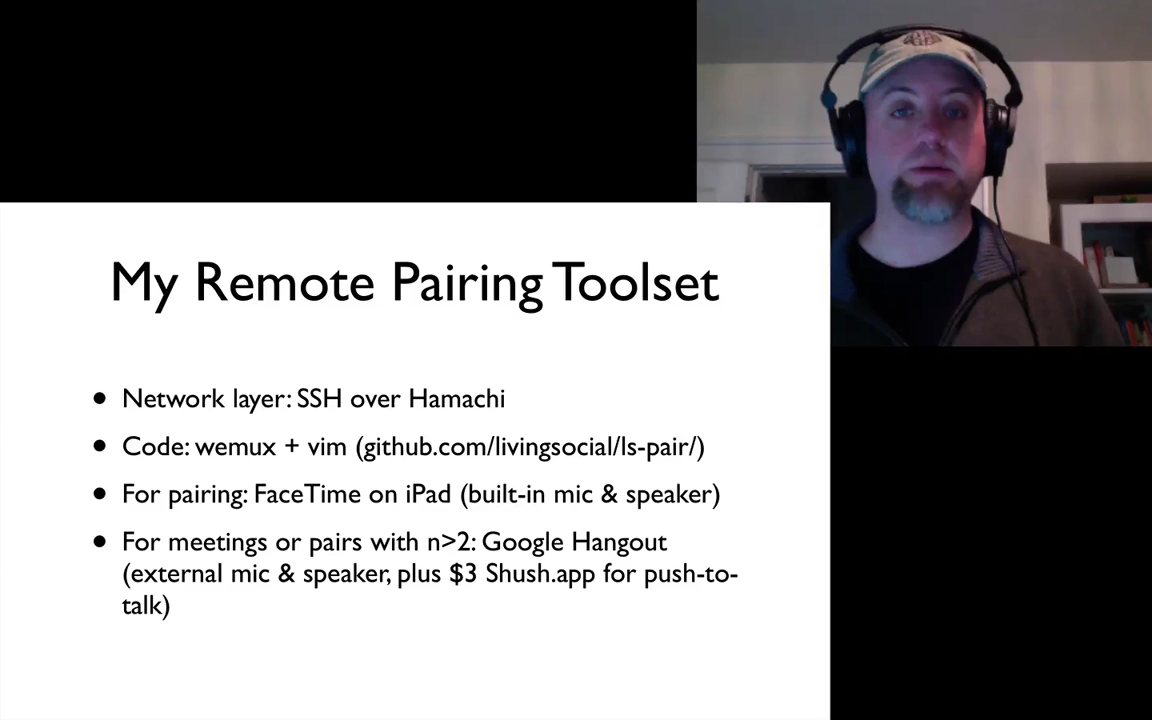 My Remote Pairing Toolset
• Network layer: SSH over Hamachi
• Code: wemux + vim (github.com/livingsocial/ls-pair/)
• For pairing: FaceTime on iPad (built-in mic & speaker)
• For meetings or pairs with n>2: Google Hangout
(external mic & speaker, plus $3 Shush.app for push-to-
talk)